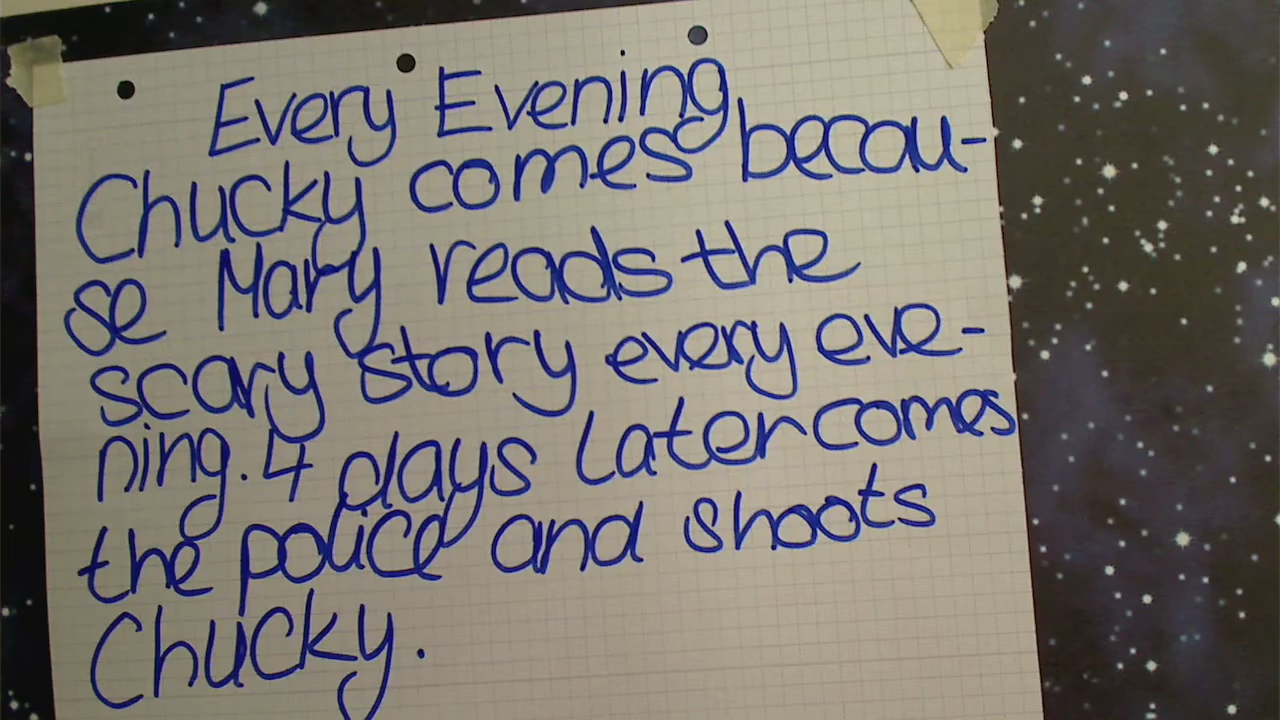 Every Evening
Chucky comes becau-
se Mary reads the
scary story every eve-
ning. 4 days later comes
the police and shoots
Chucky.